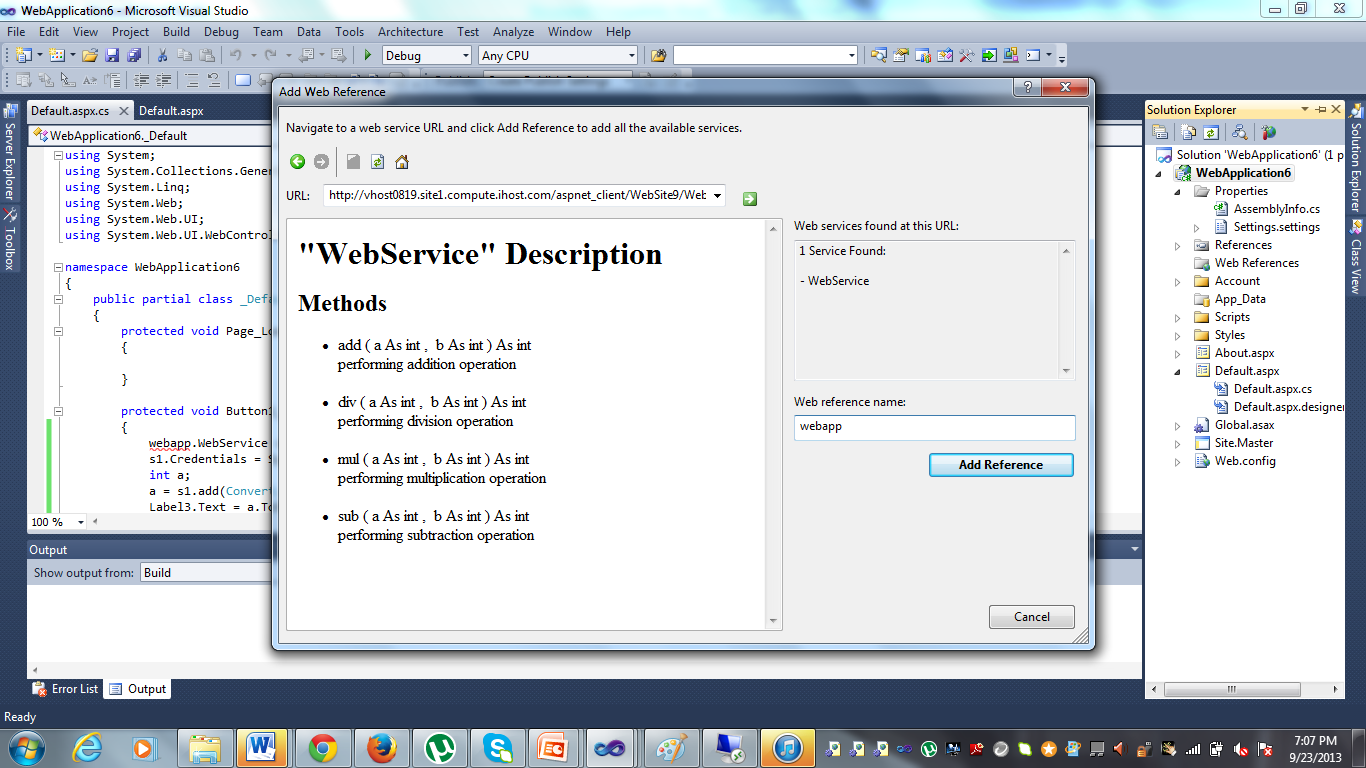 WebApplication6 - Microsoft Visual Studio
File Edit View Project Build Debug Team Data Tools Architecture Test Analyze Window Help
Debug Any CPU
Default.aspx.cs Default.aspx
WebApplication6._Default
Server Explorer
Toolbox
using System;
using System.Collections.Gener
using System.Linq;
using System.Web;
using System.Web.UI;
using System.Web.UI.WebControl
namespace WebApplication6
{
public partial class _Defa
{
protected void Page_Lo
{
}
protected void Button1
{
webapp.WebService
s1.Credentials = S
int a;
a = s1.add(Convert
Label3.Text = a.To
100 %
Output
Show output from: Build
Error List Output
Ready
Add Web Reference
Navigate to a web service URL and click Add Reference to add all the available services.
URL: http://vhost0819.site1.compute.ihost.com/aspnet_client/WebSite9/Web
"WebService" Description
Methods
• add ( a As int , b As int ) As int
performing addition operation
• div ( a As int , b As int ) As int
performing division operation
• mul ( a As int , b As int ) As int
performing multiplication operation
• sub ( a As int , b As int ) As int
performing subtraction operation
Web services found at this URL:
1 Service Found:
- WebService
Web reference name:
webapp
Add Reference
Cancel
Solution Explorer
Solution 'WebApplication6' (1 p
WebApplication6
Properties
AssemblyInfo.cs
Settings.settings
References
Web References
Account
App_Data
Scripts
Styles
About.aspx
Default.aspx
Default.aspx.cs
Default.aspx.designer
Global.asax
Site.Master
Web.config
Solution Explorer
Class View
7:07 PM
9/23/2013